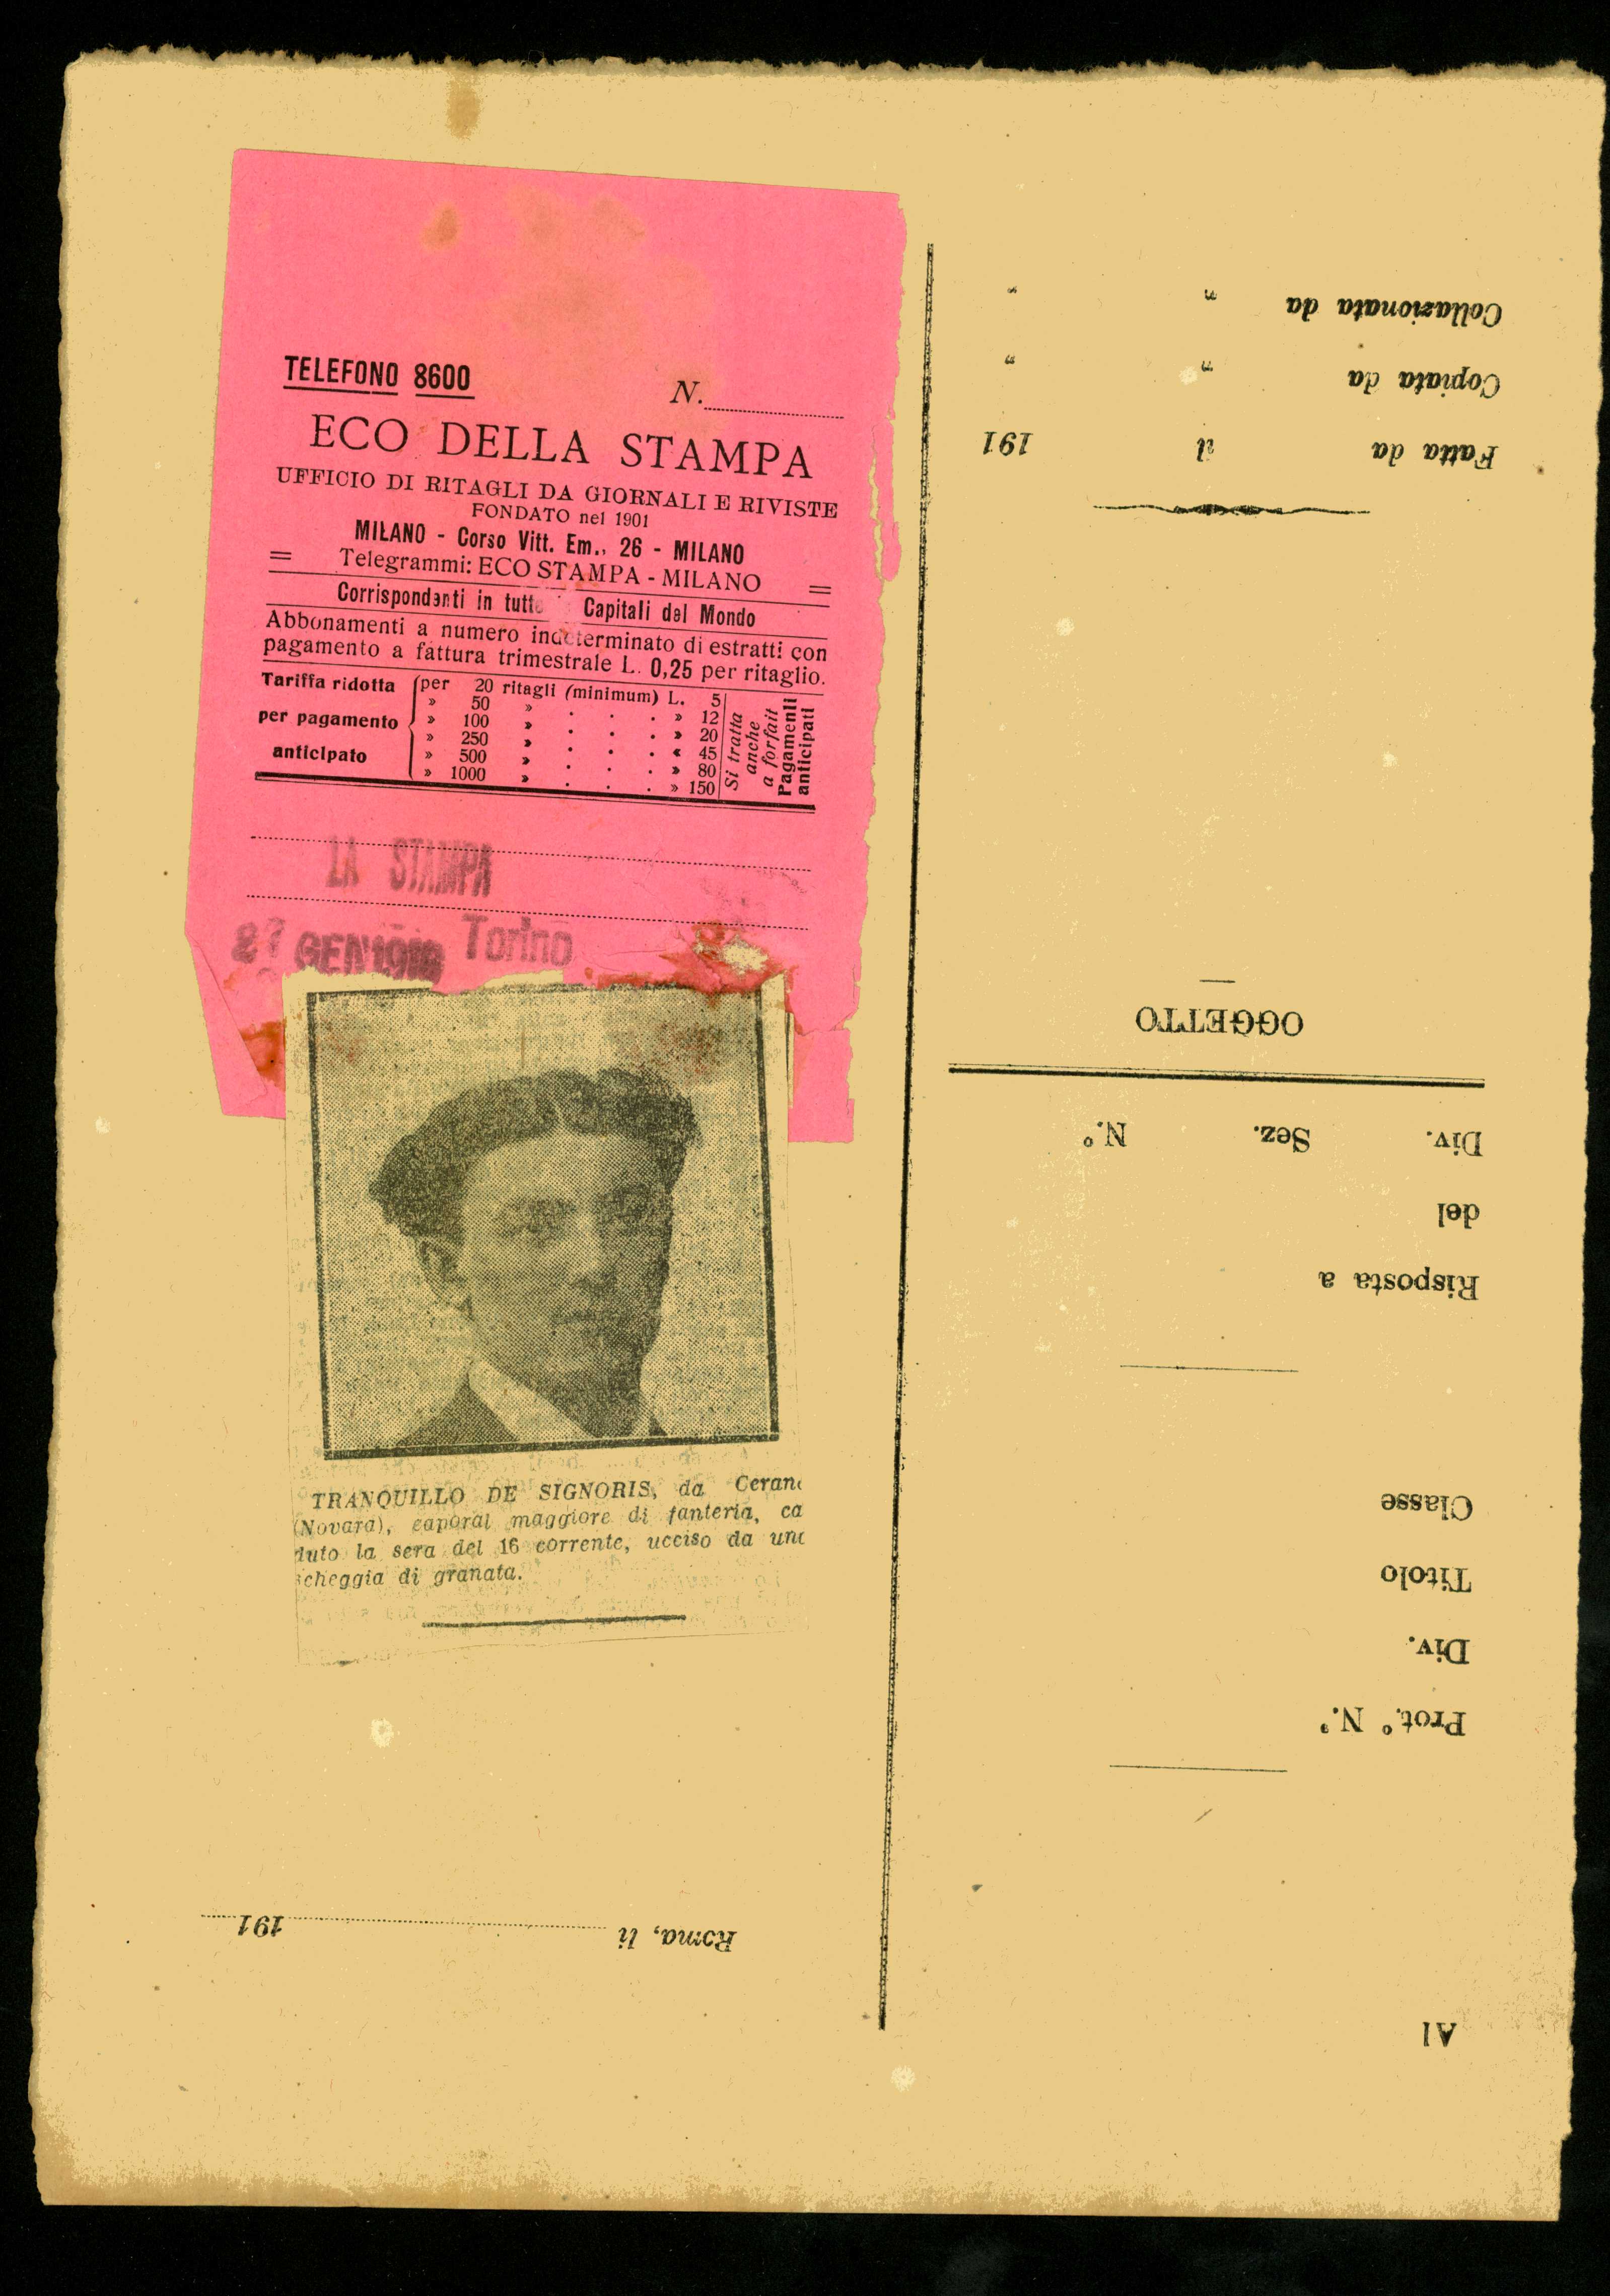 TELEFONO 8600
N.
ECO DELLA STAMPA
UFFICIO DI RITAGLI DA GIORNALI E RIVISTE
FONDATO nel 1901
MILANO - Corso Vitt. Em., 26 - MILANO
= Telegrammi: ECO STAMPA - MILANO =
Corrispondenti in tutte Capitali del Mondo
Abbonamenti a numero indeterminato di estratti con
pagamento a fattura trimestrale L. 0,25 per ritaglio.
Tariffa ridotta
per pagamento
anticipato
per 20 ritagli (minimum) L. 5
» 50 » . . . » 12
» 100 » . . . » 20
» 250 » . . . « 45
» 500 » . . . » 80
» 1000 » . . . » 150
Si tratta
anche
a forfait
Pagamenti
anticipati
LA STAMPA
Torino
GEN 1918
TRANQUILLO DE SIGNORIS, da Ceran
(Novara), caporal maggiore di fanteria, ca
duto la sera del 16 corrente, ucciso da un
scheggia di granata.
Roma, lì 191
Al
Prot.° N.°
Div.
Titolo
Classe
Risposta a
del
Div. Sez. N.°
OGGETTO
Fatta da il 191
Copiata da " "
Collazionata da " "